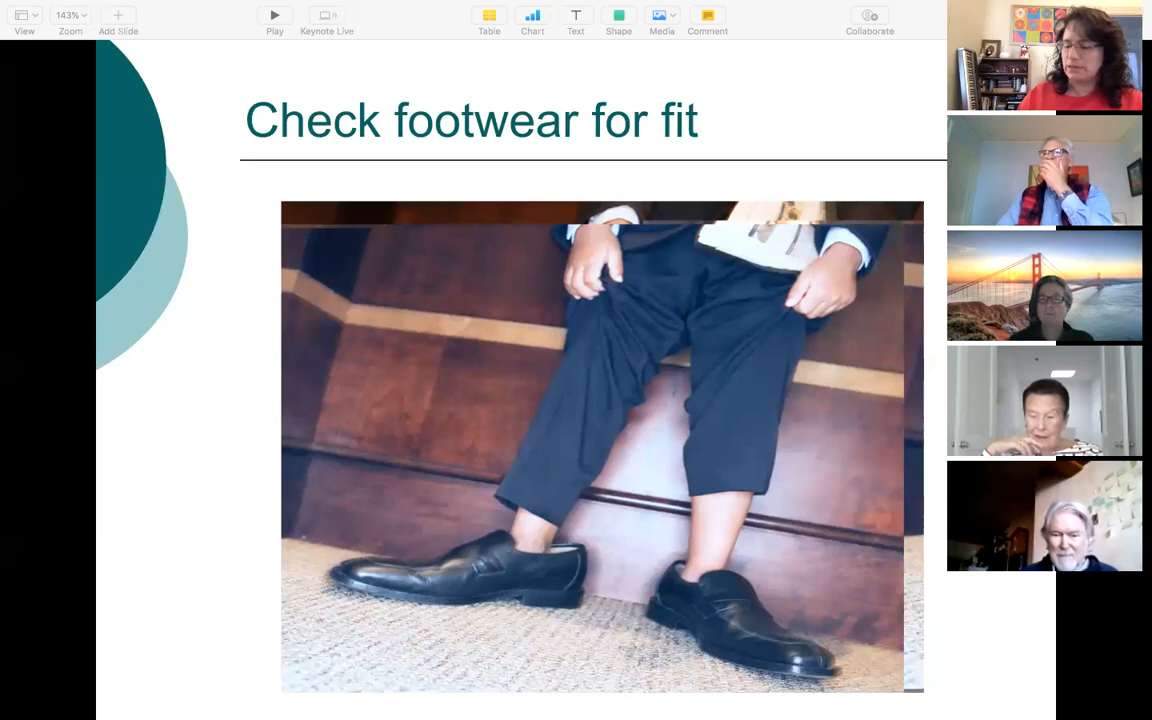 143%
View
Zoom
Add Slide
Play
Keynote Live
Table
Chart
Text
Shape
Media
Comment
Collaborate
Check footwear for fit